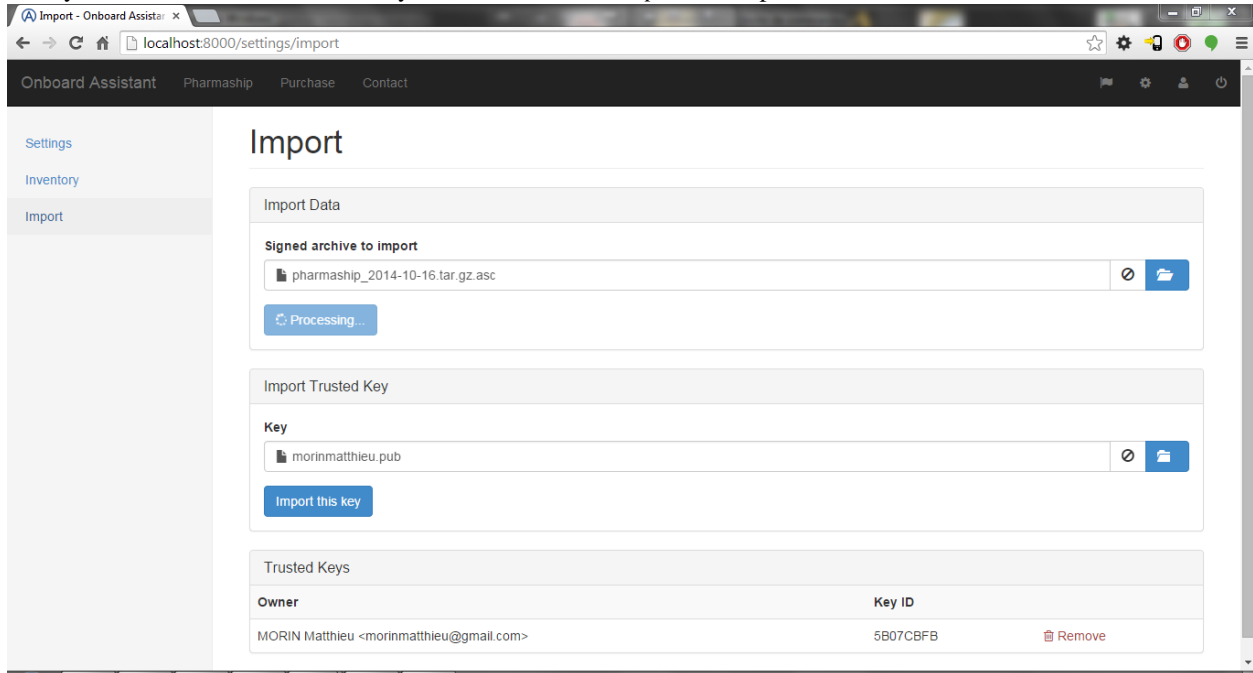 Import - Onboard Assistar
localhost:8000/settings/import
Onboard Assistant Pharmaship Purchase Contact
Settings
Inventory
Import
Import
Import Data
Signed archive to import
pharmaship_2014-10-16.tar.gz.asc
Processing...
Import Trusted Key
Key
morinmatthieu.pub
Import this key
Trusted Keys
Owner Key ID
MORIN Matthieu <morinmatthieu@gmail.com> 5B07CBFB Remove